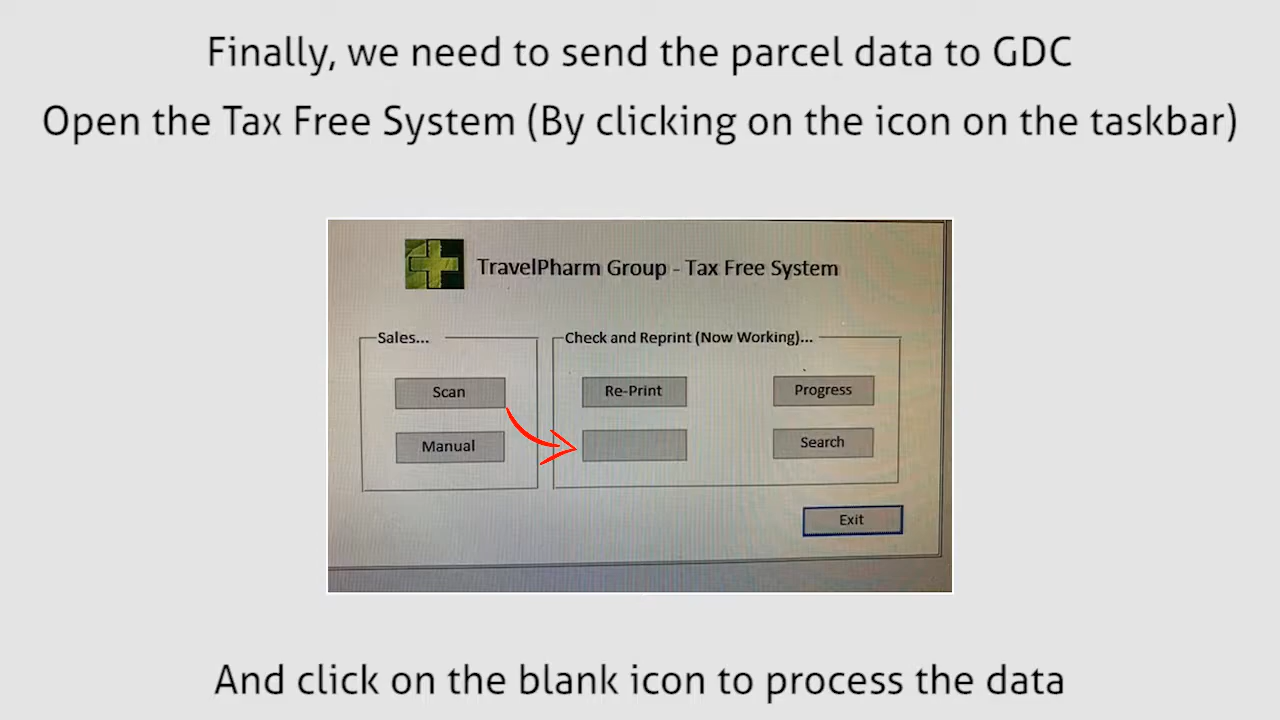 Finally, we need to send the parcel data to GDC
Open the Tax Free System (By clicking on the icon on the taskbar)
TravelPharm Group - Tax Free System
Sales...
Check and Reprint (Now Working)...
Scan
Re-Print
Progress
Manual
Search
Exit
And click on the blank icon to process the data